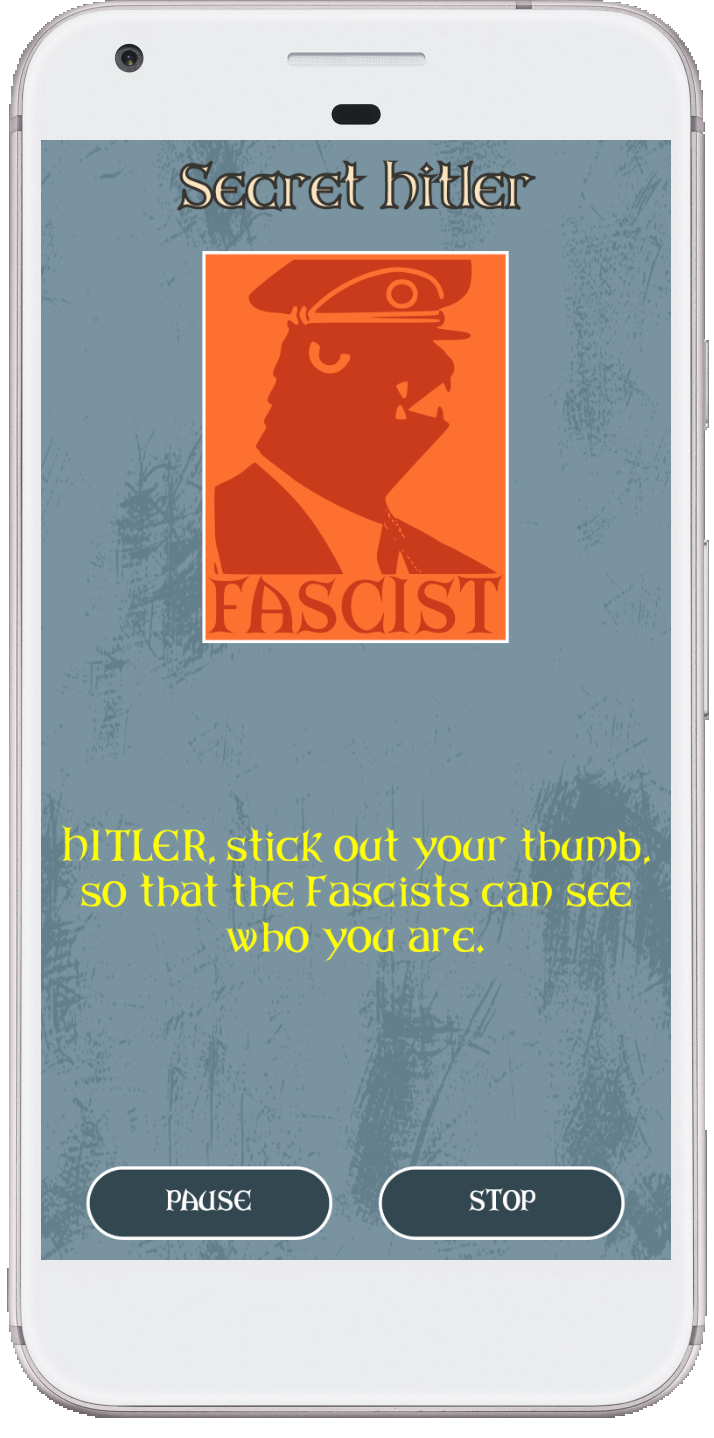 Secret hitler
FASCIST
hITLER, stick out your thumb,
so that the Fascists can see
who you are.
PAUSE
STOP